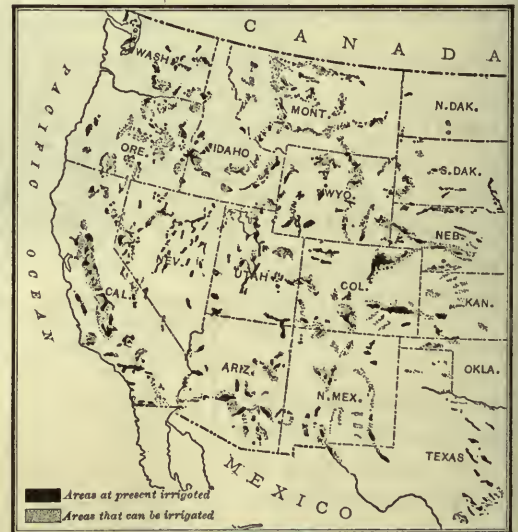 CANADA
PACIFIC OCEAN
WASH.
MONT.
N.DAK.
ORE.
IDAHO
S.DAK.
WYO.
NEB.
NEV.
UTAH
COL.
KAN.
CAL.
ARIZ.
N.MEX.
OKLA.
TEXAS
MEXICO
Areas at present irrigated
Areas that can be irrigated